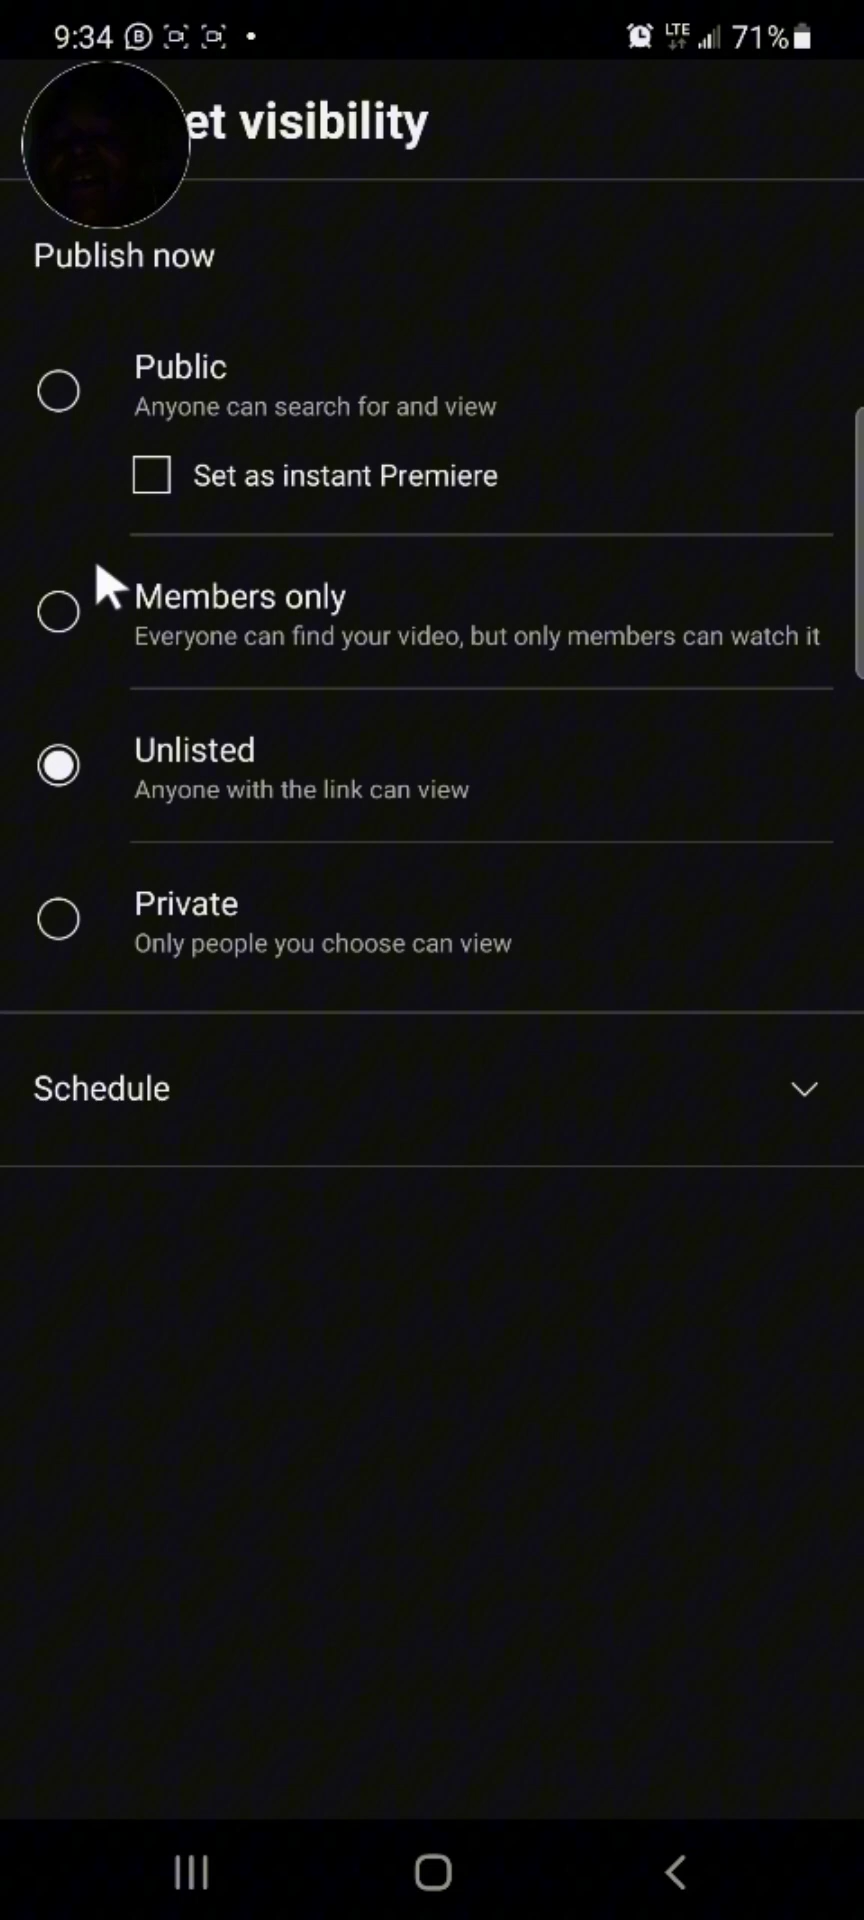 9:34 LTE 71%
et visibility
Publish now
Public
Anyone can search for and view
Set as instant Premiere
Members only
Everyone can find your video, but only members can watch it
Unlisted
Anyone with the link can view
Private
Only people you choose can view
Schedule